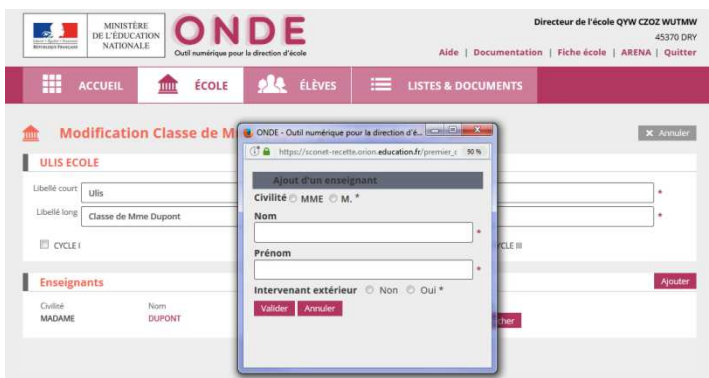 MINISTÈRE
DE L'ÉDUCATION
NATIONALE
ONDE
Outil numérique pour la direction d'école
Directeur de l'école QYW CZOZ WUTMW
45370 DRY
Aide | Documentation | Fiche école | ARENA | Quitter
ACCUEIL ÉCOLE ÉLÈVES LISTES & DOCUMENTS
Modification Classe de M
Annuler
ULIS ECOLE
Libellé court Ulis *
Libellé long Classe de Mme Dupont *
CYCLE I
CYCLE III
Enseignants
Ajouter
Civilité Nom
MADAME DUPONT
cher
ONDE - Outil numérique pour la direction d'é...
https://sconet-recette.orion.education.fr/premier_c 90 %
Ajout d'un enseignant
Civilité MME M. *
Nom
*
Prénom
*
Intervenant extérieur Non Oui *
Valider Annuler